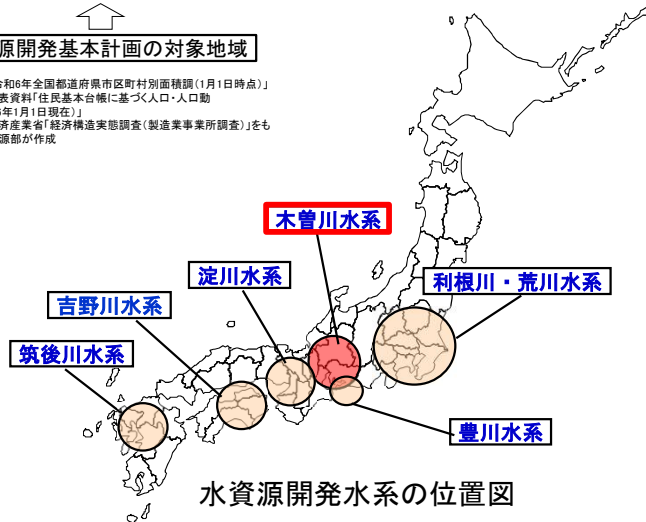 源開発基本計画の対象地域
令和6年全国都道府県市区町村別面積調(1月1日時点)」
表資料「住民基本台帳に基づく人口・人口動
年1月1日現在)」
済産業省「経済構造実態調査(製造業事業所調査)」をも
源部が作成
木曽川水系
淀川水系
利根川・荒川水系
吉野川水系
筑後川水系
豊川水系
水資源開発水系の位置図